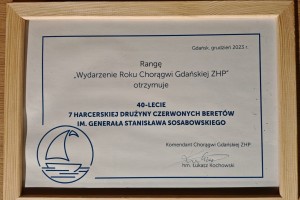 Gdańsk, grudzień 2023 r.
Rangę
„Wydarzenie Roku Chorągwi Gdańskiej ZHP”
otrzymuje
40-LECIE
7 HARCERSKIEJ DRUŻYNY CZERWONYCH BERETÓW
IM. GENERAŁA STANISŁAWA SOSABOWSKIEGO
Komendant Chorągwi Gdańskiej ZHP
hm. Łukasz Kochowski